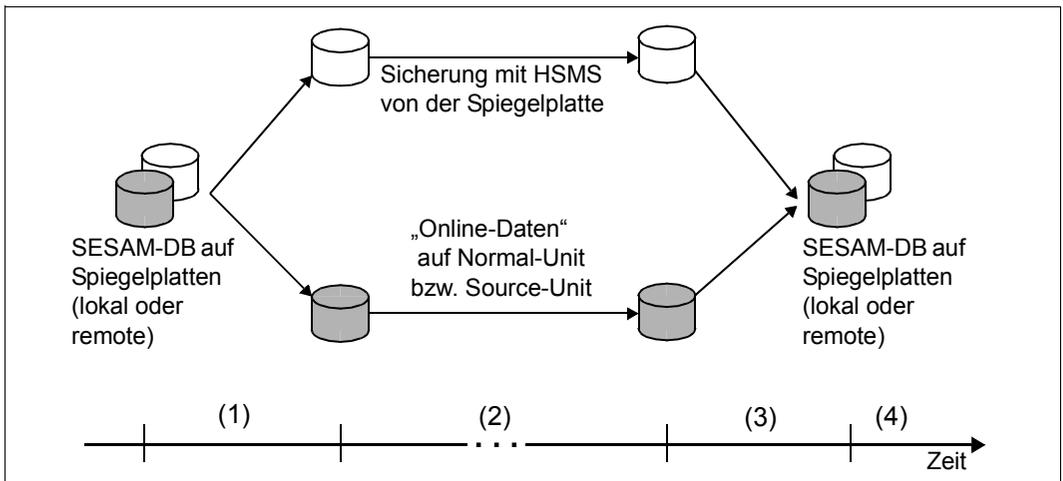 Sicherung mit HSMS
von der Spiegelplatte
SESAM-DB auf
Spiegelplatten
(lokal oder
remote)
„Online-Daten“
auf Normal-Unit
bzw. Source-Unit
SESAM-DB auf
Spiegelplatten
(lokal oder
remote)
(1)
(2)
(3)
(4)
. . .
Zeit